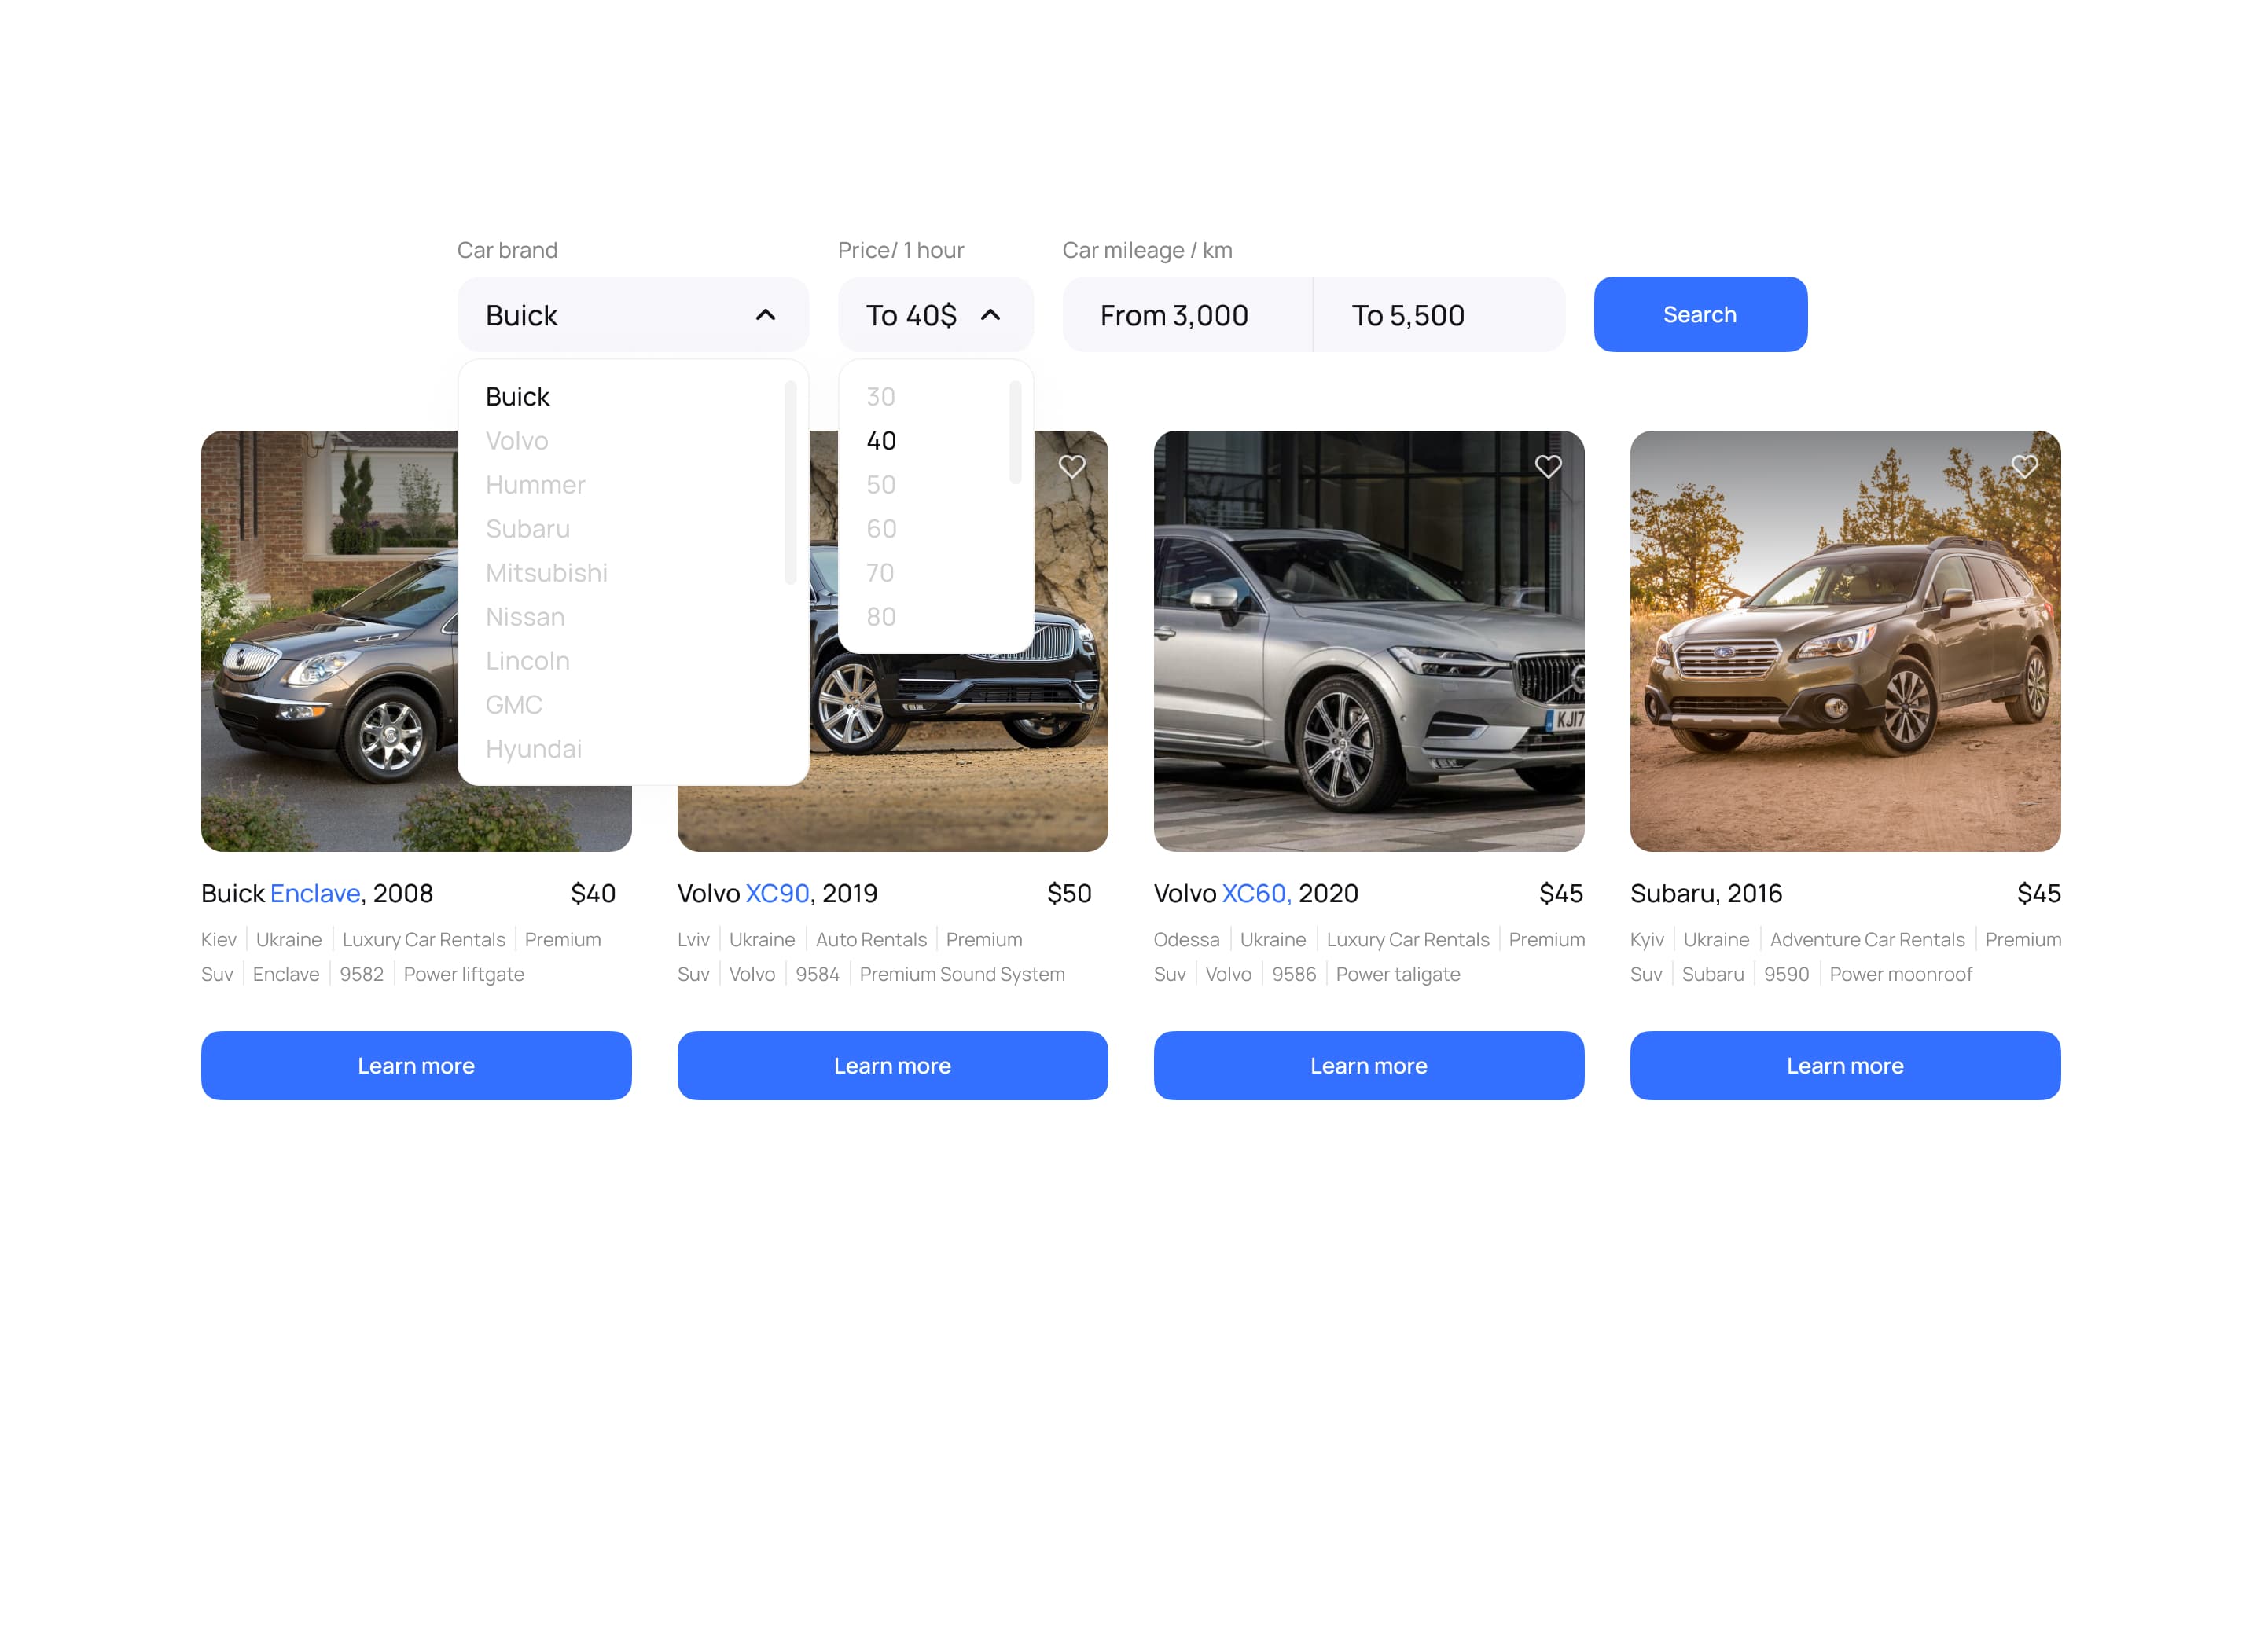 Car brand
Price/ 1 hour
Car mileage / km
Buick
To 40$
From 3,000
To 5,500
Search
Buick
Volvo
Hummer
Subaru
Mitsubishi
Nissan
Lincoln
GMC
Hyundai
30
40
50
60
70
80
KJ17
Buick Enclave, 2008 $40
Kiev Ukraine Luxury Car Rentals Premium
Suv Enclave 9582 Power liftgate
Learn more
Volvo XC90, 2019 $50
Lviv Ukraine Auto Rentals Premium
Suv Volvo 9584 Premium Sound System
Learn more
Volvo XC60, 2020 $45
Odessa Ukraine Luxury Car Rentals Premium
Suv Volvo 9586 Power taligate
Learn more
Subaru, 2016 $45
Kyiv Ukraine Adventure Car Rentals Premium
Suv Subaru 9590 Power moonroof
Learn more